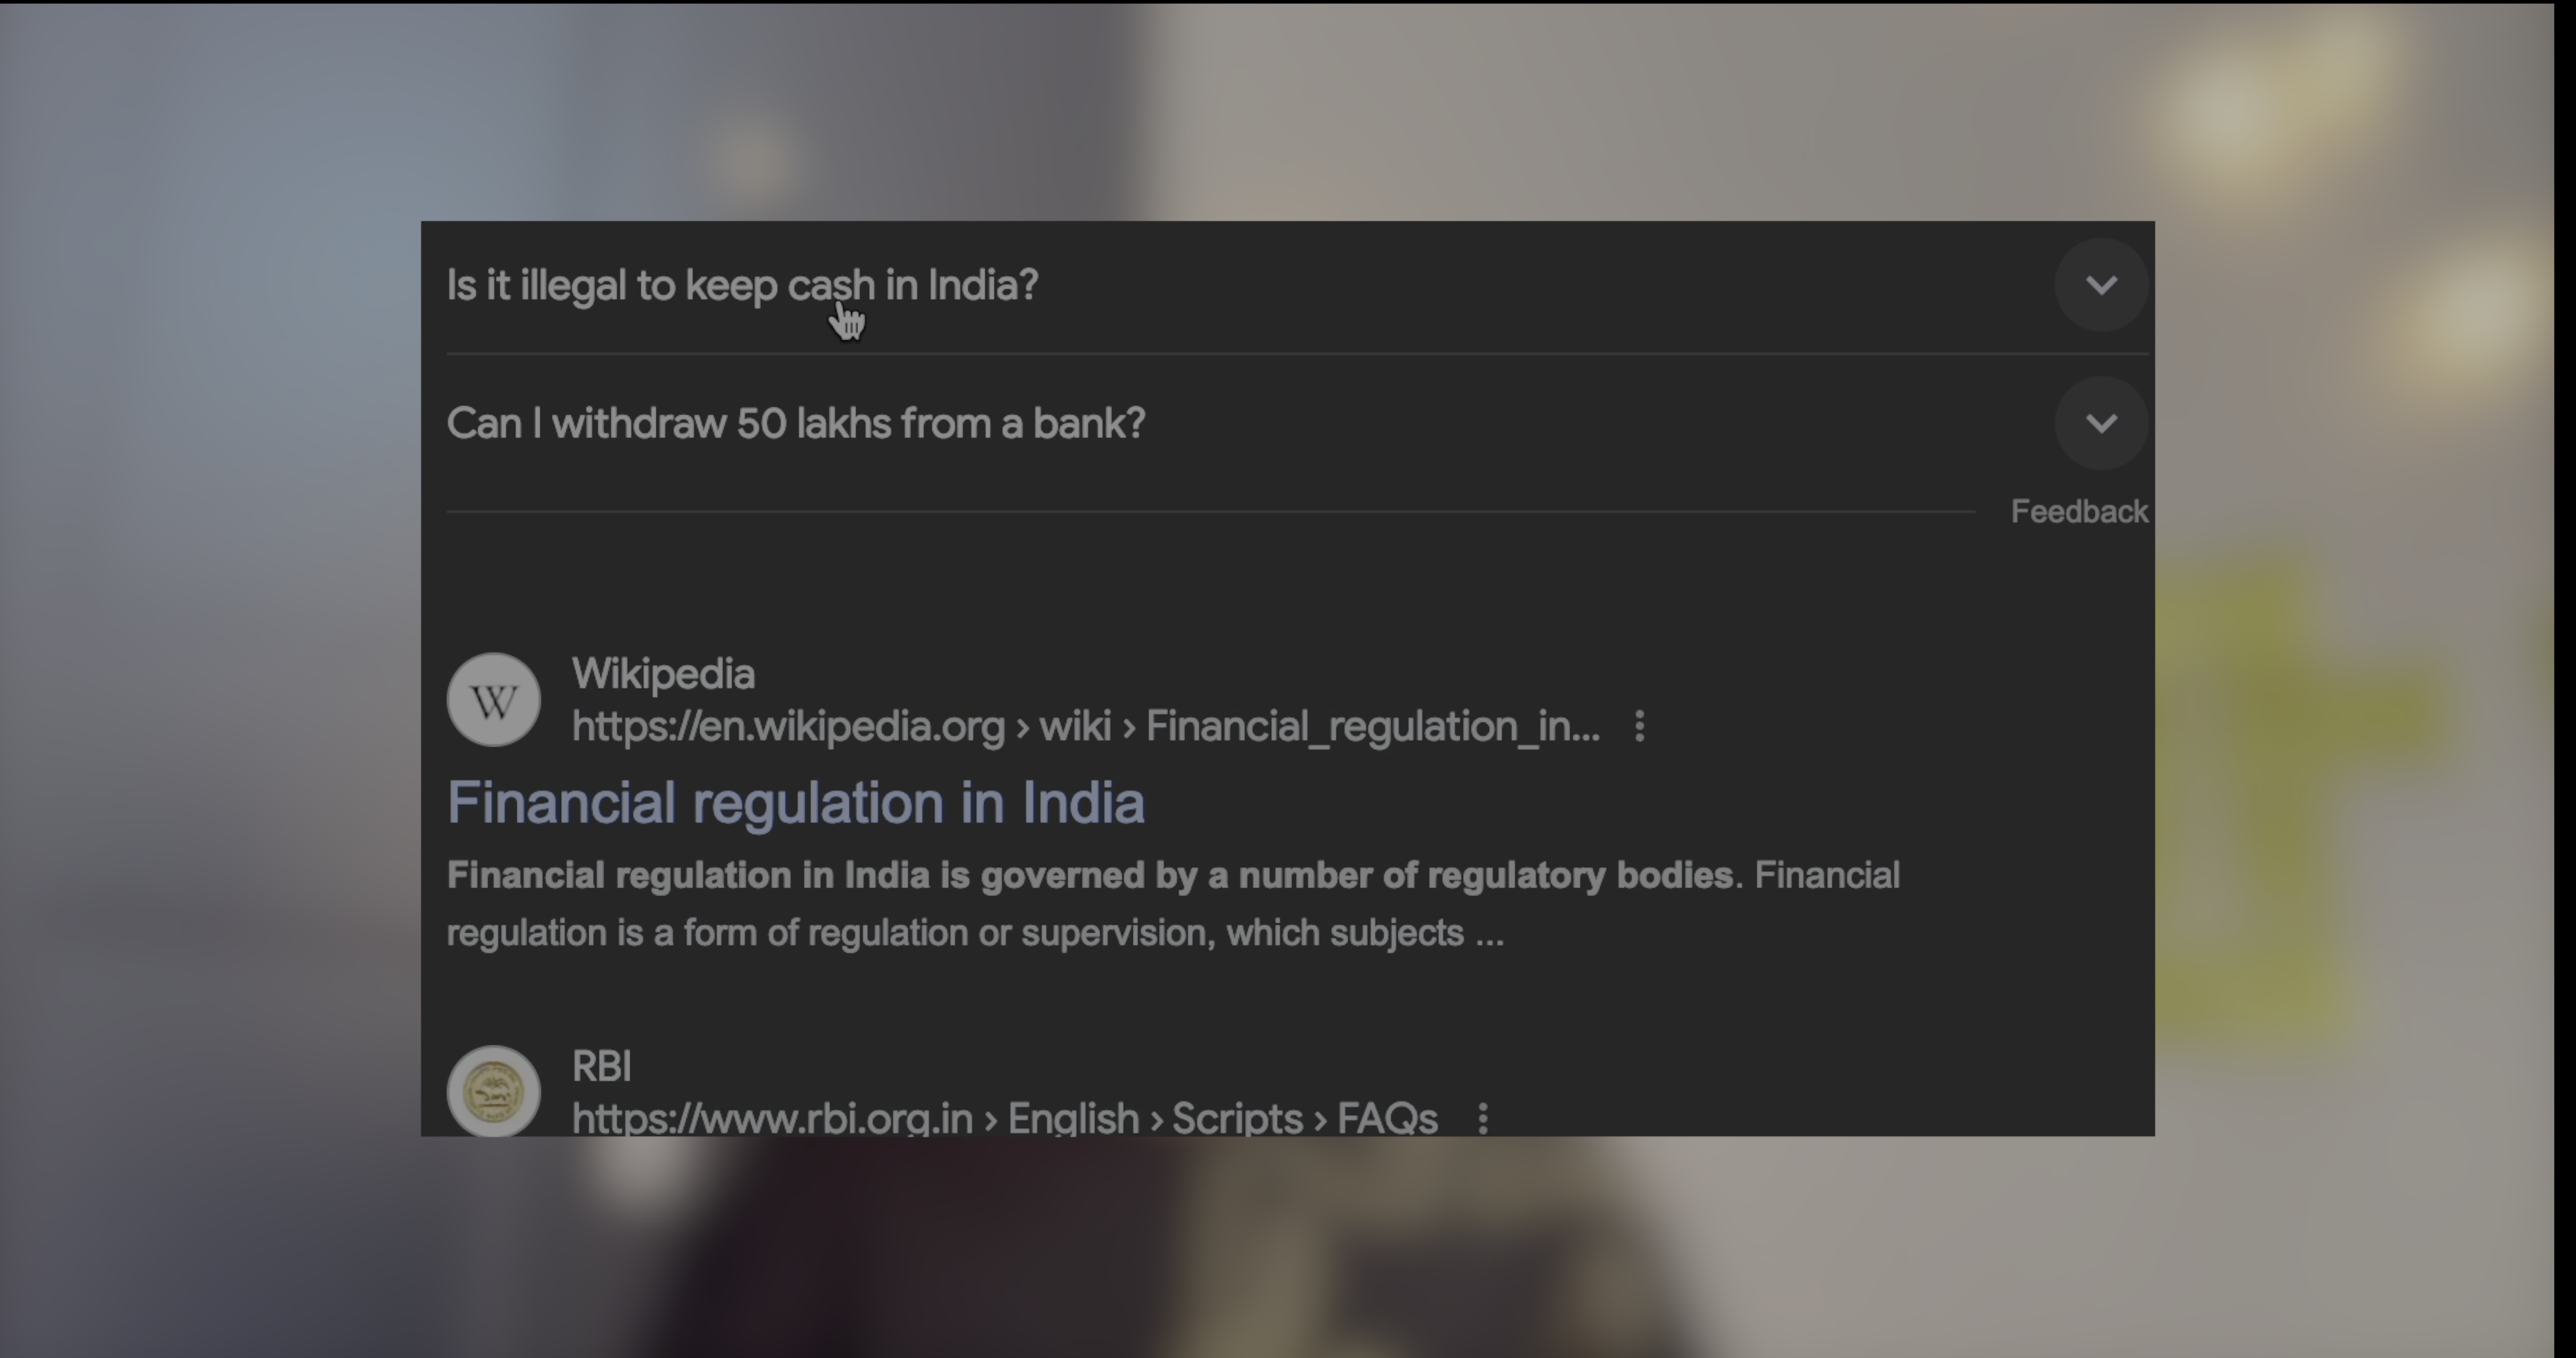 Is it illegal to keep cash in India?
Can I withdraw 50 lakhs from a bank?
Feedback
W
Wikipedia
https://en.wikipedia.org › wiki › Financial_regulation_in...
Financial regulation in India
Financial regulation in India is governed by a number of regulatory bodies. Financial
regulation is a form of regulation or supervision, which subjects ...
RBI
https://www.rbi.org.in › English › Scripts › FAQs